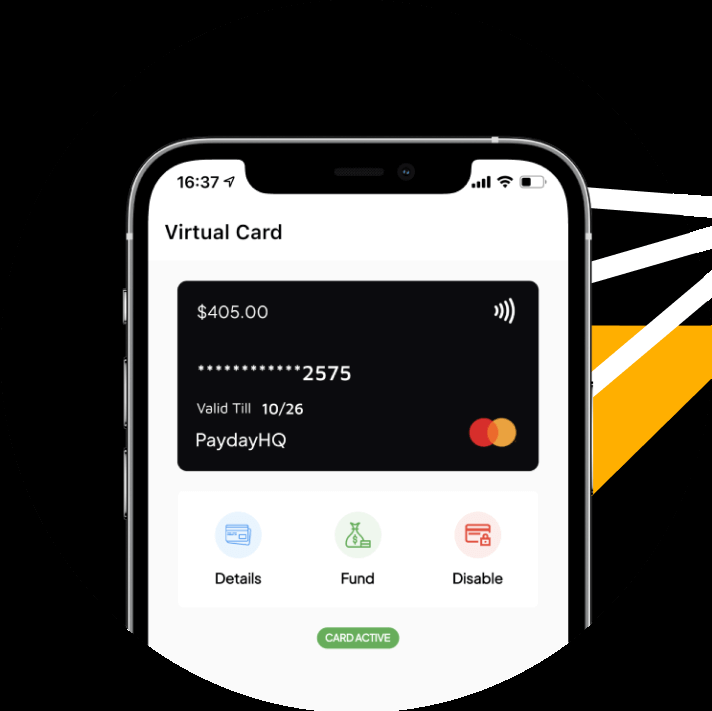 16:37
Virtual Card
$405.00
************2575
Valid Till 10/26
PaydayHQ
Details Fund Disable
CARD ACTIVE